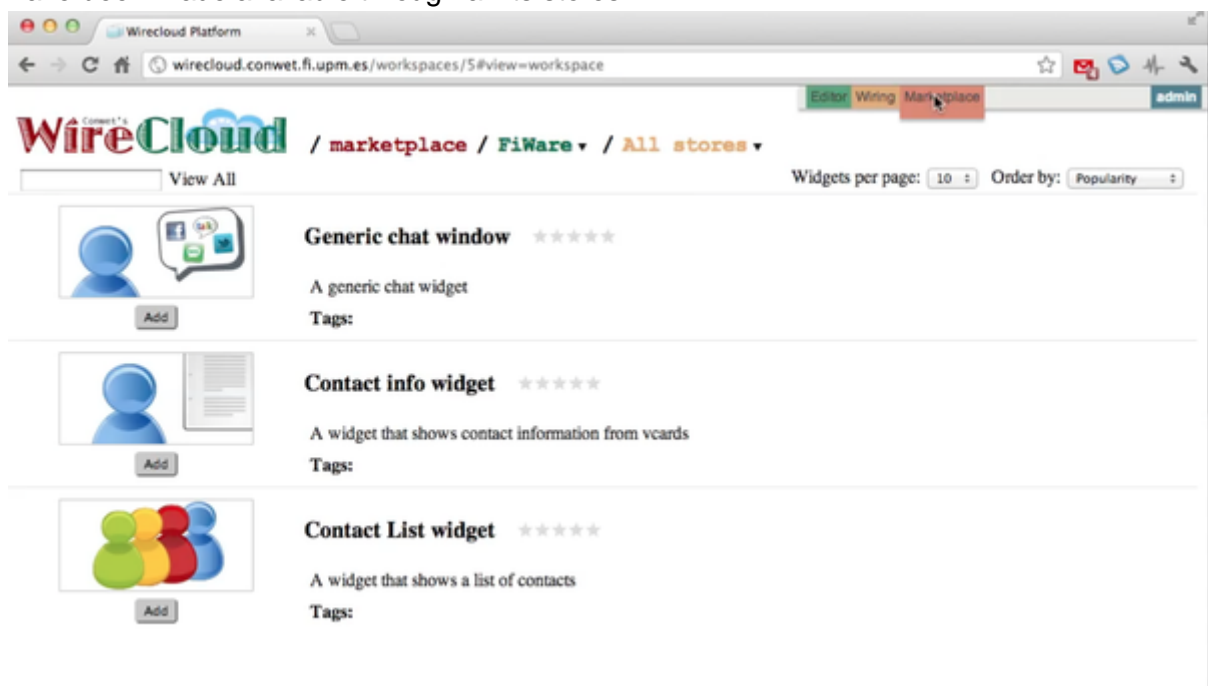 Wirecloud Platform
wirecloud.conwet.fi.upm.es/workspaces/5#view=workspace
Editor Wiring Marketplace admin
Conwet's
WireCloud / marketplace / FiWare / All stores
View All Widgets per page: 10 Order by: Popularity
Generic chat window
A generic chat widget
Add Tags:
Contact info widget
A widget that shows contact information from vcards
Add Tags:
Contact List widget
A widget that shows a list of contacts
Add Tags: